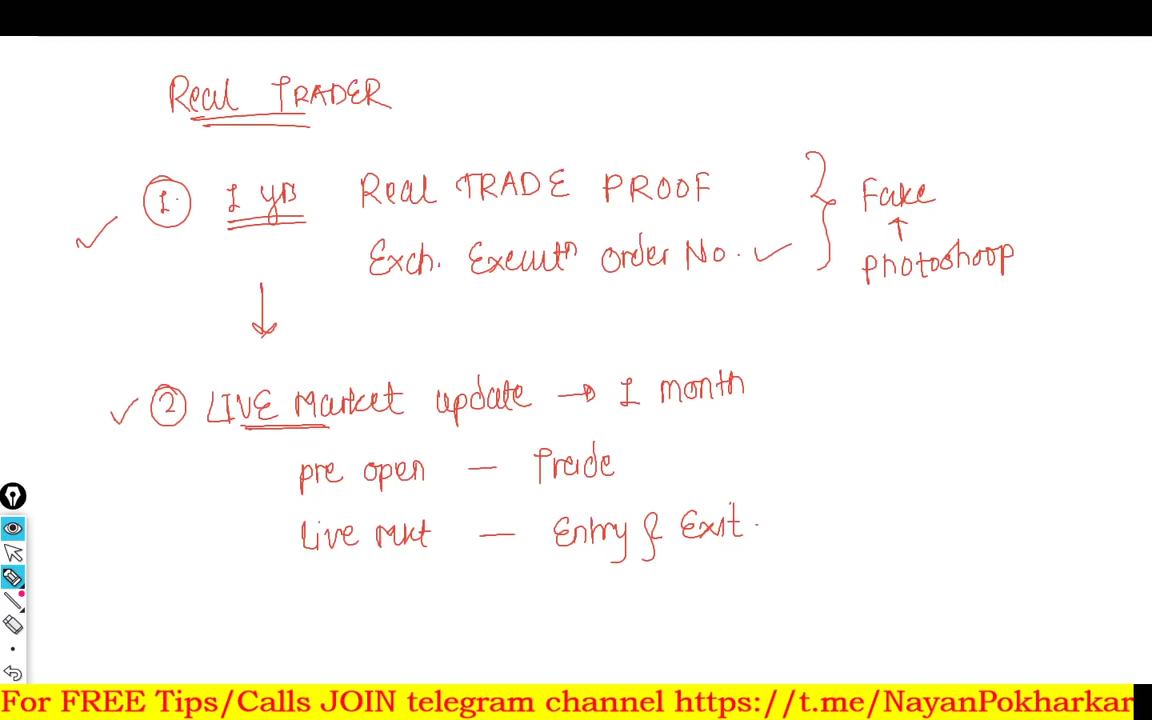 Real TRADER
1. 1 yrs Real TRADE PROOF
Exch. Executn Order No.
Fake
photoshoop
2 LIVE Market update → 1 month
pre open — Trade
Live Mkt — Entry & Exit.
For FREE Tips/Calls JOIN telegram channel https://t.me/NayanPokharkar